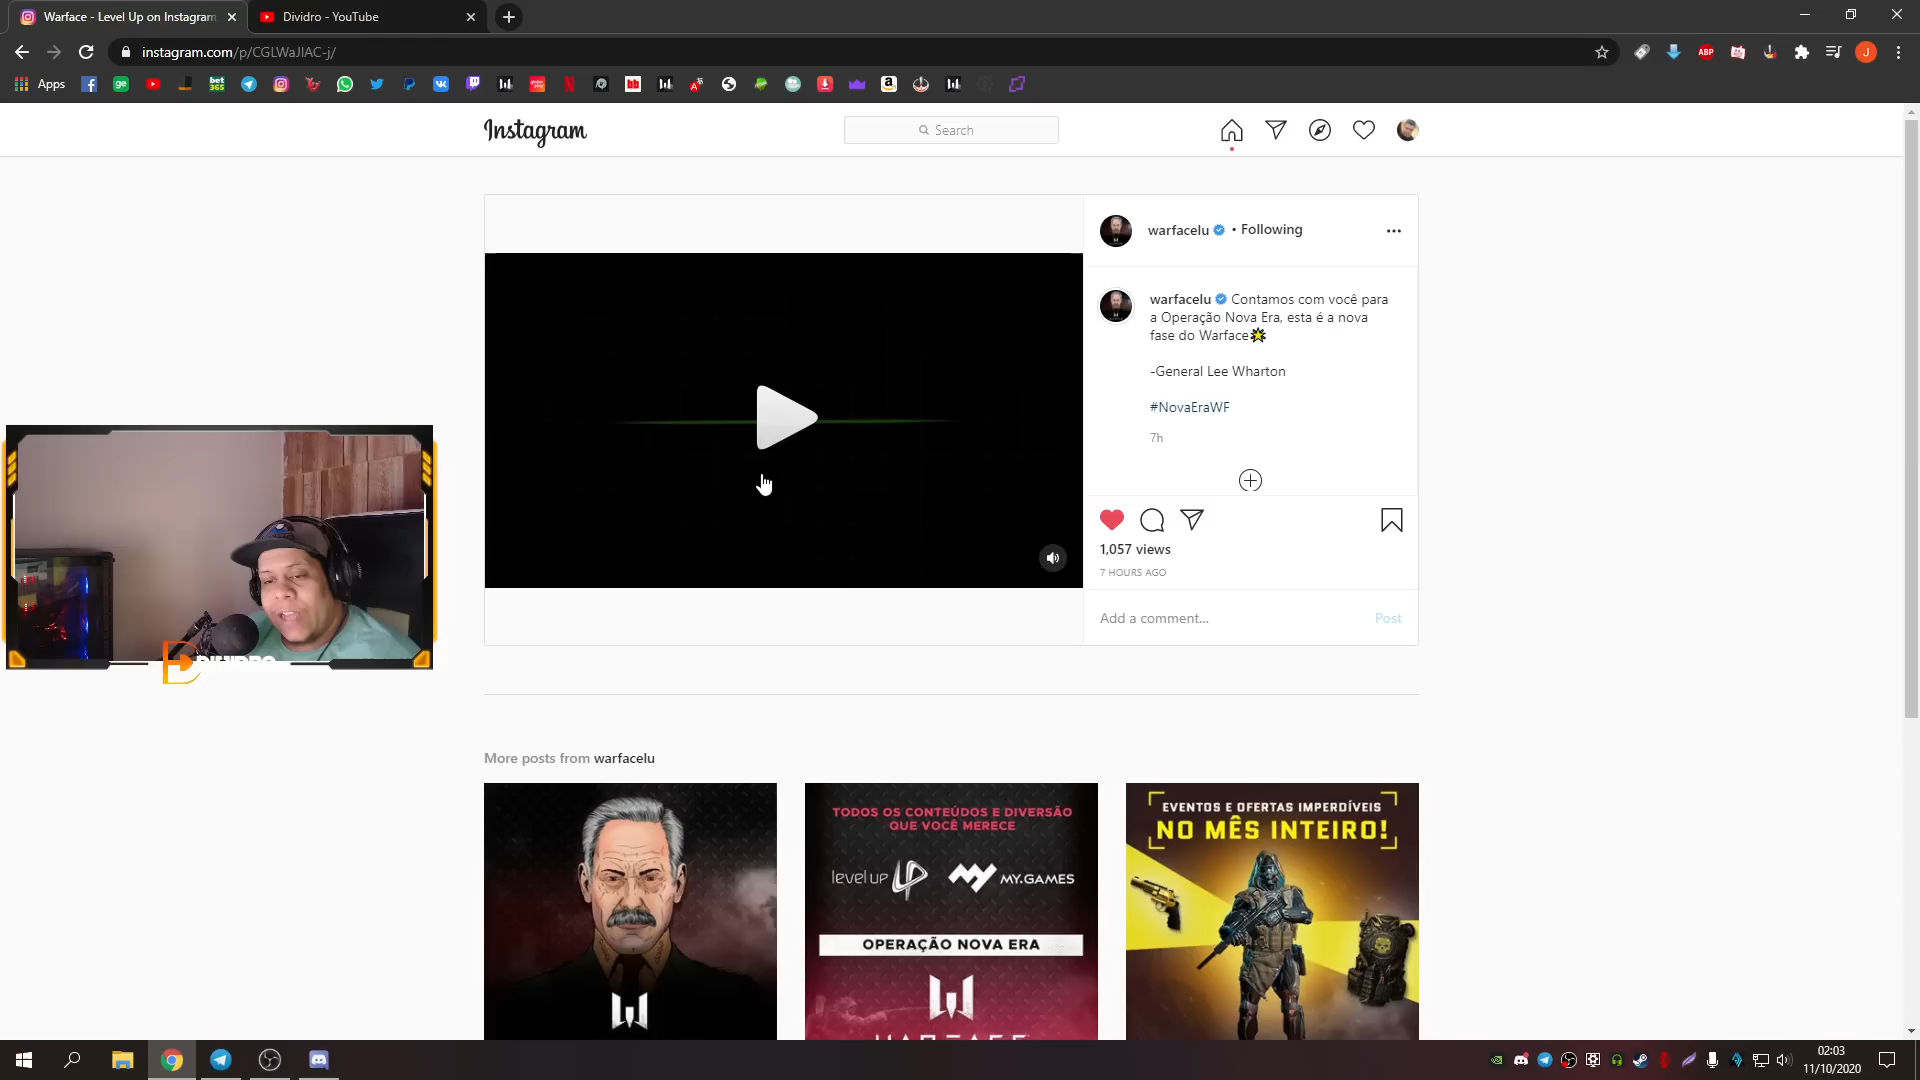 Warface - Level Up on Instagram
Dividro - YouTube
instagram.com/p/CGLWaJIAC-j/
ABP
J
Apps
Instagram
Search
warfacelu • Following
warfacelu Contamos com você para
a Operação Nova Era, esta é a nova
fase do Warface
-General Lee Wharton
#NovaEraWF
7h
1,057 views
7 HOURS AGO
Add a comment...
Post
More posts from warfacelu
TODOS OS CONTEÚDOS E DIVERSÃO
QUE VOCÊ MERECE
level up
MY.GAMES
OPERAÇÃO NOVA ERA
WARFACE
EVENTOS E OFERTAS IMPERDÍVEIS
NO MÊS INTEIRO!
02:03
11/10/2020